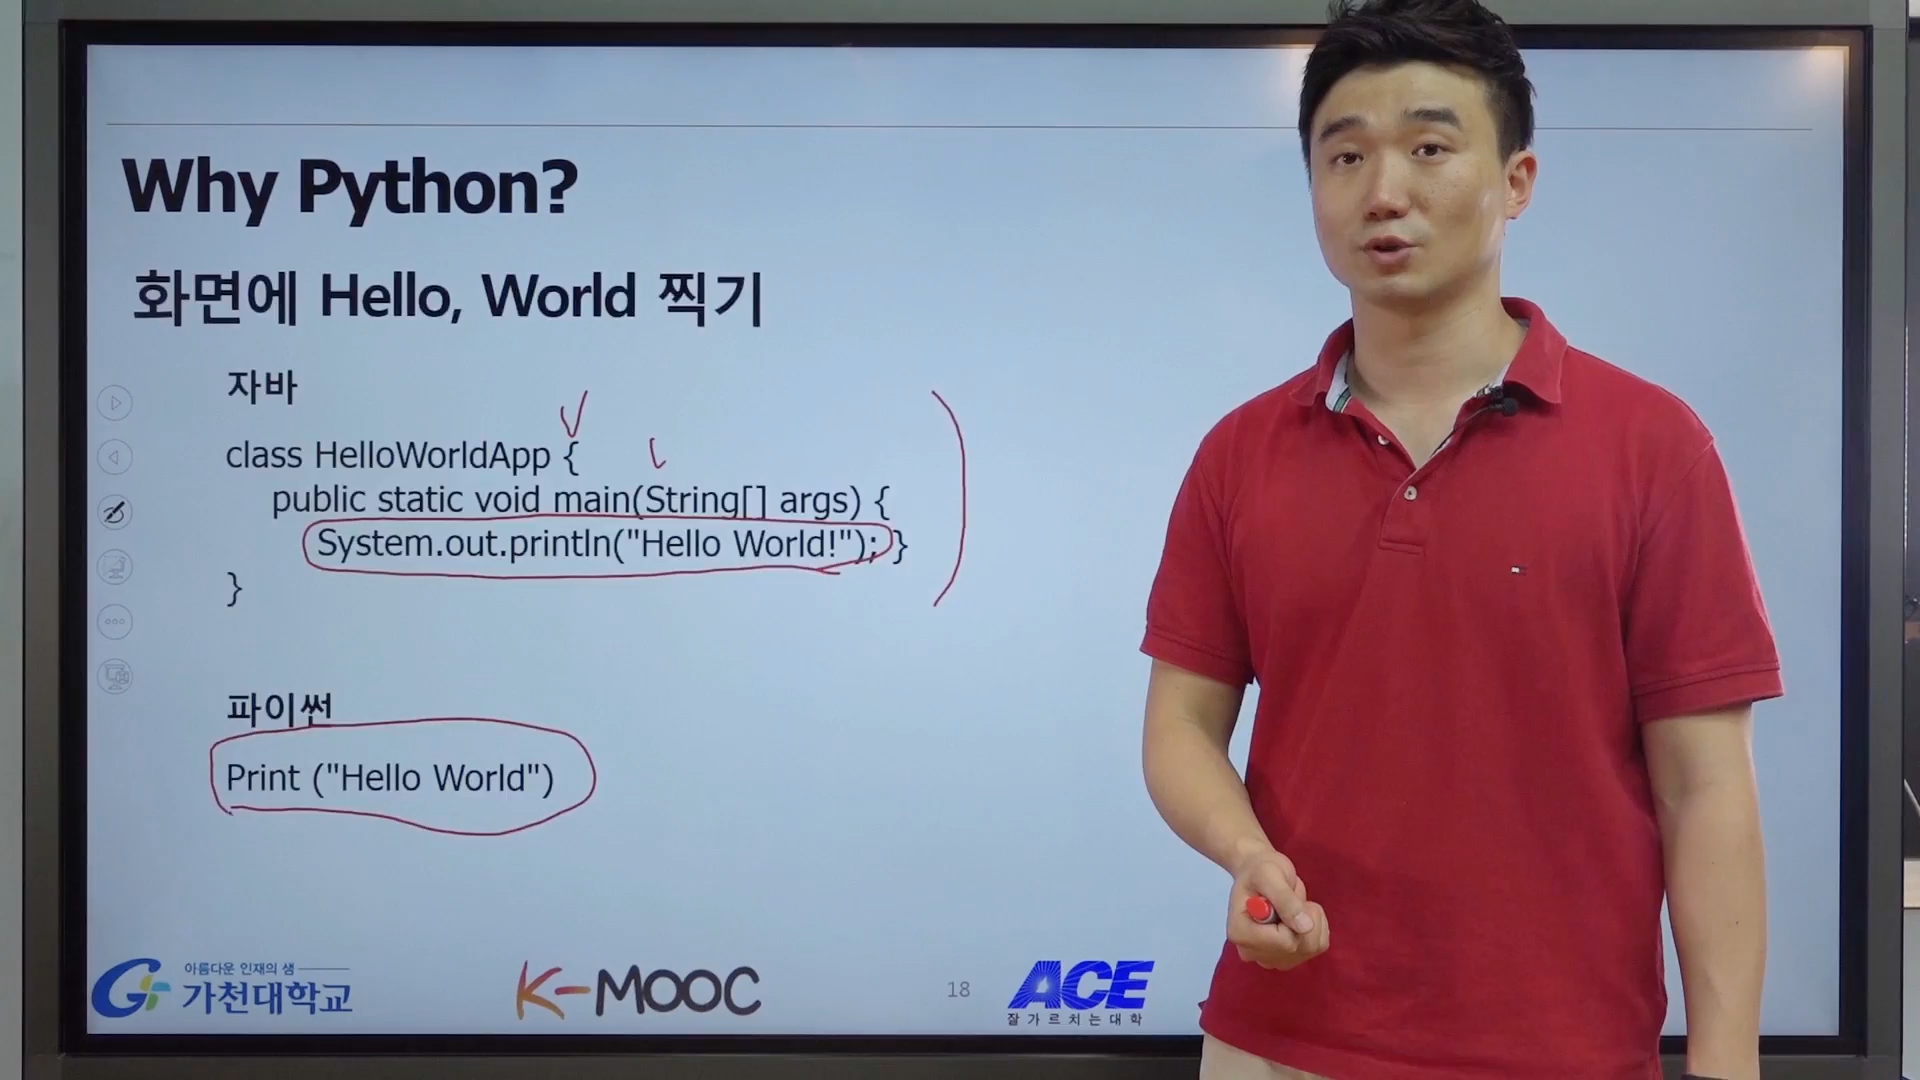 Why Python?
화면에 Hello, World 찍기
자바
class HelloWorldApp {
public static void main(String[] args) {
System.out.println("Hello World!"); }
}
파이썬
Print ("Hello World")
아름다운 인재의 샘
가천대학교
K-MOOC
18
ACE
잘가르치는대학